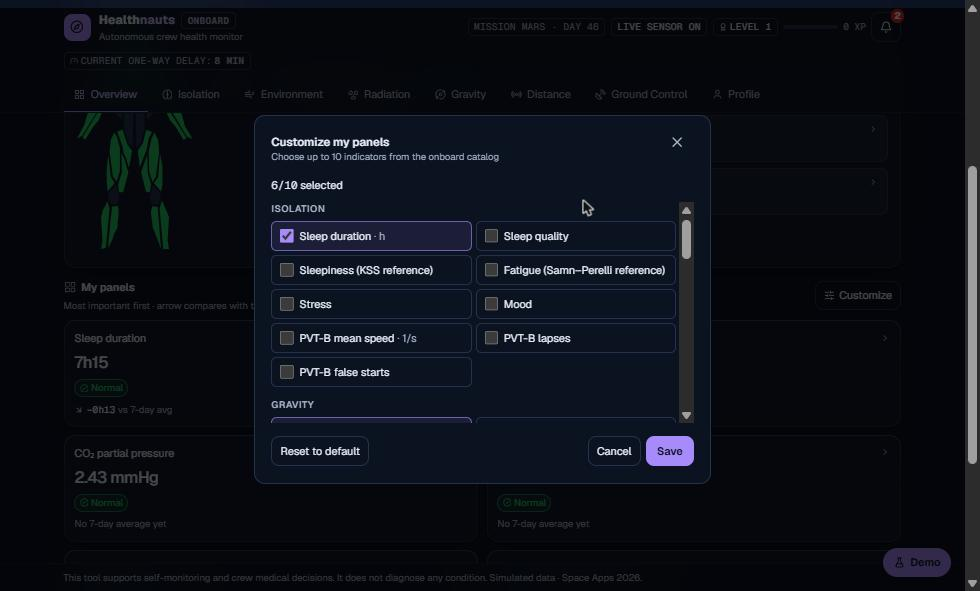 Healthnauts ONBOARD
Autonomous crew health monitor
MISSION MARS · DAY 46
LIVE SENSOR ON
LEVEL 1
0 XP
2
CURRENT ONE-WAY DELAY: 8 MIN
Overview
Isolation
Environment
Radiation
Gravity
Distance
Ground Control
Profile
Customize my panels
Choose up to 10 indicators from the onboard catalog
6/10 selected
ISOLATION
Sleep duration · h
Sleep quality
Sleepiness (KSS reference)
Fatigue (Samn–Perelli reference)
Stress
Mood
PVT-B mean speed · 1/s
PVT-B lapses
PVT-B false starts
GRAVITY
Reset to default
Cancel
Save
My panels
Most important first · arrow compares with t
Customize
Sleep duration
7h15
Normal
−0h13 vs 7-day avg
CO₂ partial pressure
2.43 mmHg
Normal
No 7-day average yet
Normal
No 7-day average yet
Demo
This tool supports self-monitoring and crew medical decisions. It does not diagnose any condition. Simulated data · Space Apps 2026.